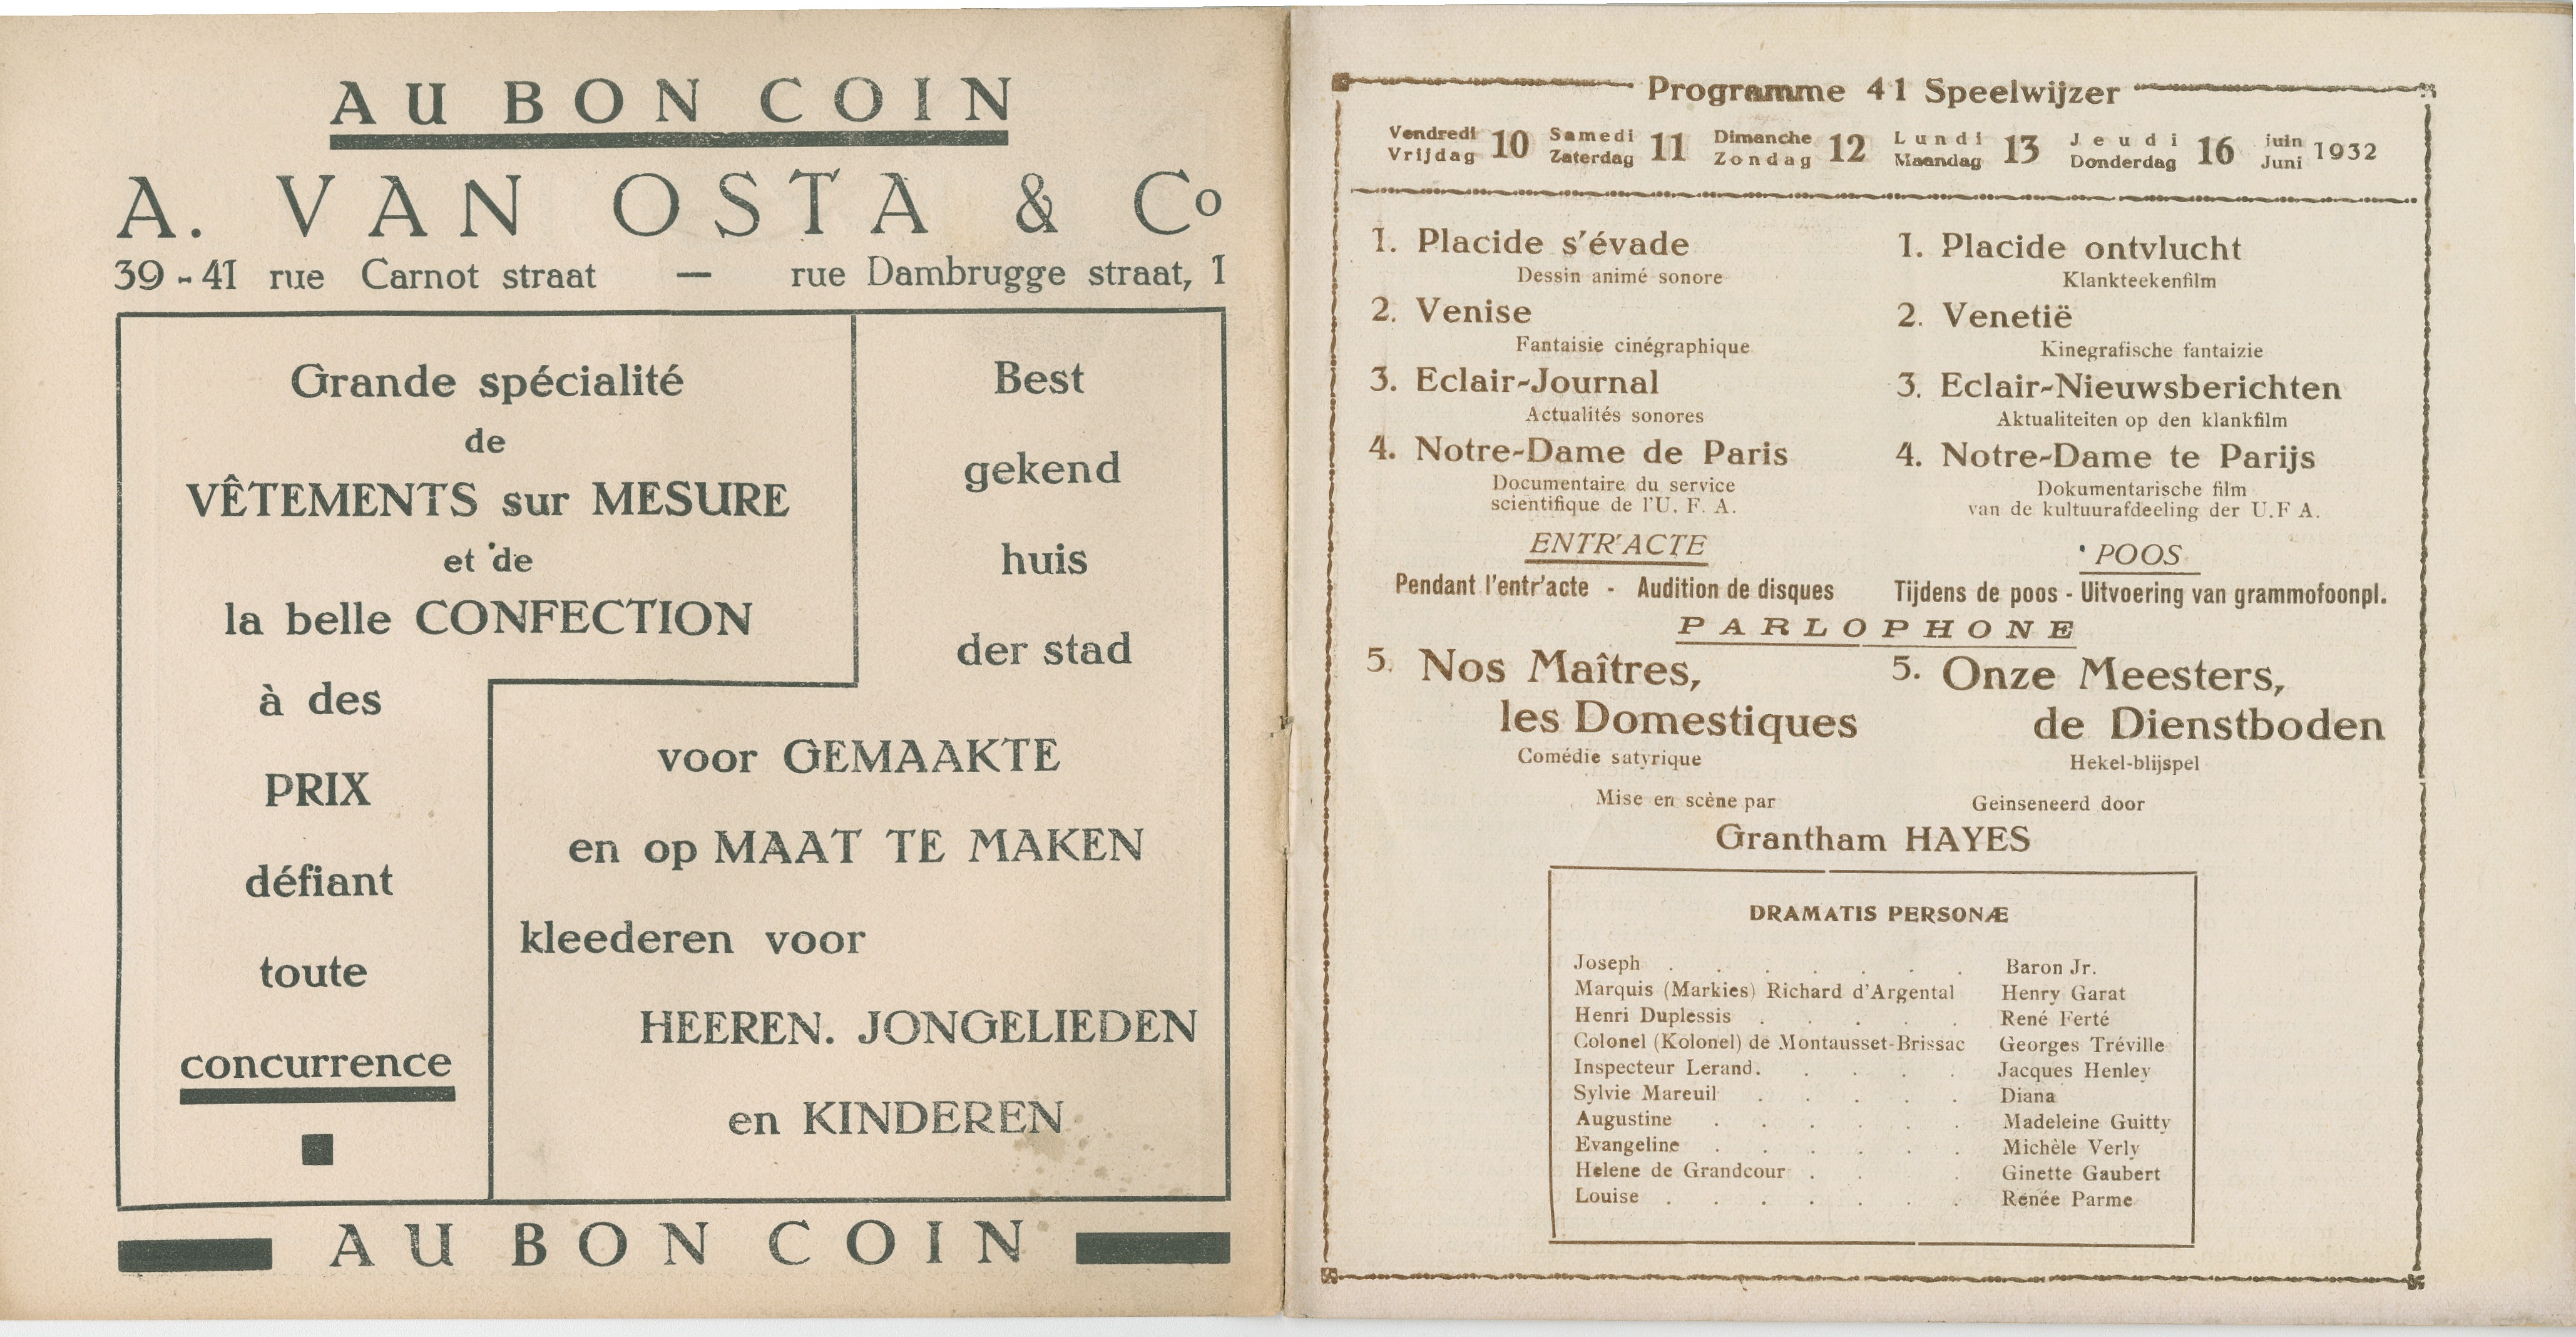 AU BON COIN
A. VAN OSTA & Co
39-41 rue Carnot straat — rue Dambrugge straat, 1
Grande spécialité
de
VÊTEMENTS sur MESURE
et de
la belle CONFECTION
à des
PRIX
défiant
toute
concurrence
Best
gekend
huis
der stad
voor GEMAAKTE
en op MAAT TE MAKEN
kleederen voor
HEEREN. JONGELIEDEN
en KINDEREN
AU BON COIN
Programme 41 Speelwijzer
Vendredi 10 Samedi 11 Dimanche 12 Lundi 13 Jeudi 16 juin 1932
Vrijdag Zaterdag Zondag Maandag Donderdag Juni
1. Placide s'évade
Dessin animé sonore
2. Venise
Fantaisie cinégraphique
3. Eclair-Journal
Actualités sonores
4. Notre-Dame de Paris
Documentaire du service
scientifique de l'U. F. A.
ENTR'ACTE
Pendant l'entr'acte - Audition de disques
1. Placide ontvlucht
Klankteekenfilm
2. Venetië
Kinegrafische fantaizie
3. Eclair-Nieuwsberichten
Aktualiteiten op den klankfilm
4. Notre-Dame te Parijs
Dokumentarische film
van de kultuurafdeeling der U.F A.
POOS
Tijdens de poos - Uitvoering van grammofoonpl.
PARLOPHONE
5. Nos Maîtres,
les Domestiques
Comédie satyrique
Mise en scène par
5. Onze Meesters,
de Dienstboden
Hekel-blijspel
Geinseneerd door
Grantham HAYES
DRAMATIS PERSONÆ
Joseph . . . . . . . Baron Jr.
Marquis (Markies) Richard d'Argental Henry Garat
Henri Duplessis . . . . . René Ferté
Colonel (Kolonel) de Montausset-Brissac Georges Tréville
Inspecteur Lerand. . . . . Jacques Henley
Sylvie Mareuil . . . . . Diana
Augustine . . . . . . Madeleine Guitty
Evangeline . . . . . . Michèle Verly
Helene de Grandcour . . . Ginette Gaubert
Louise . . . . . . . Renée Parme